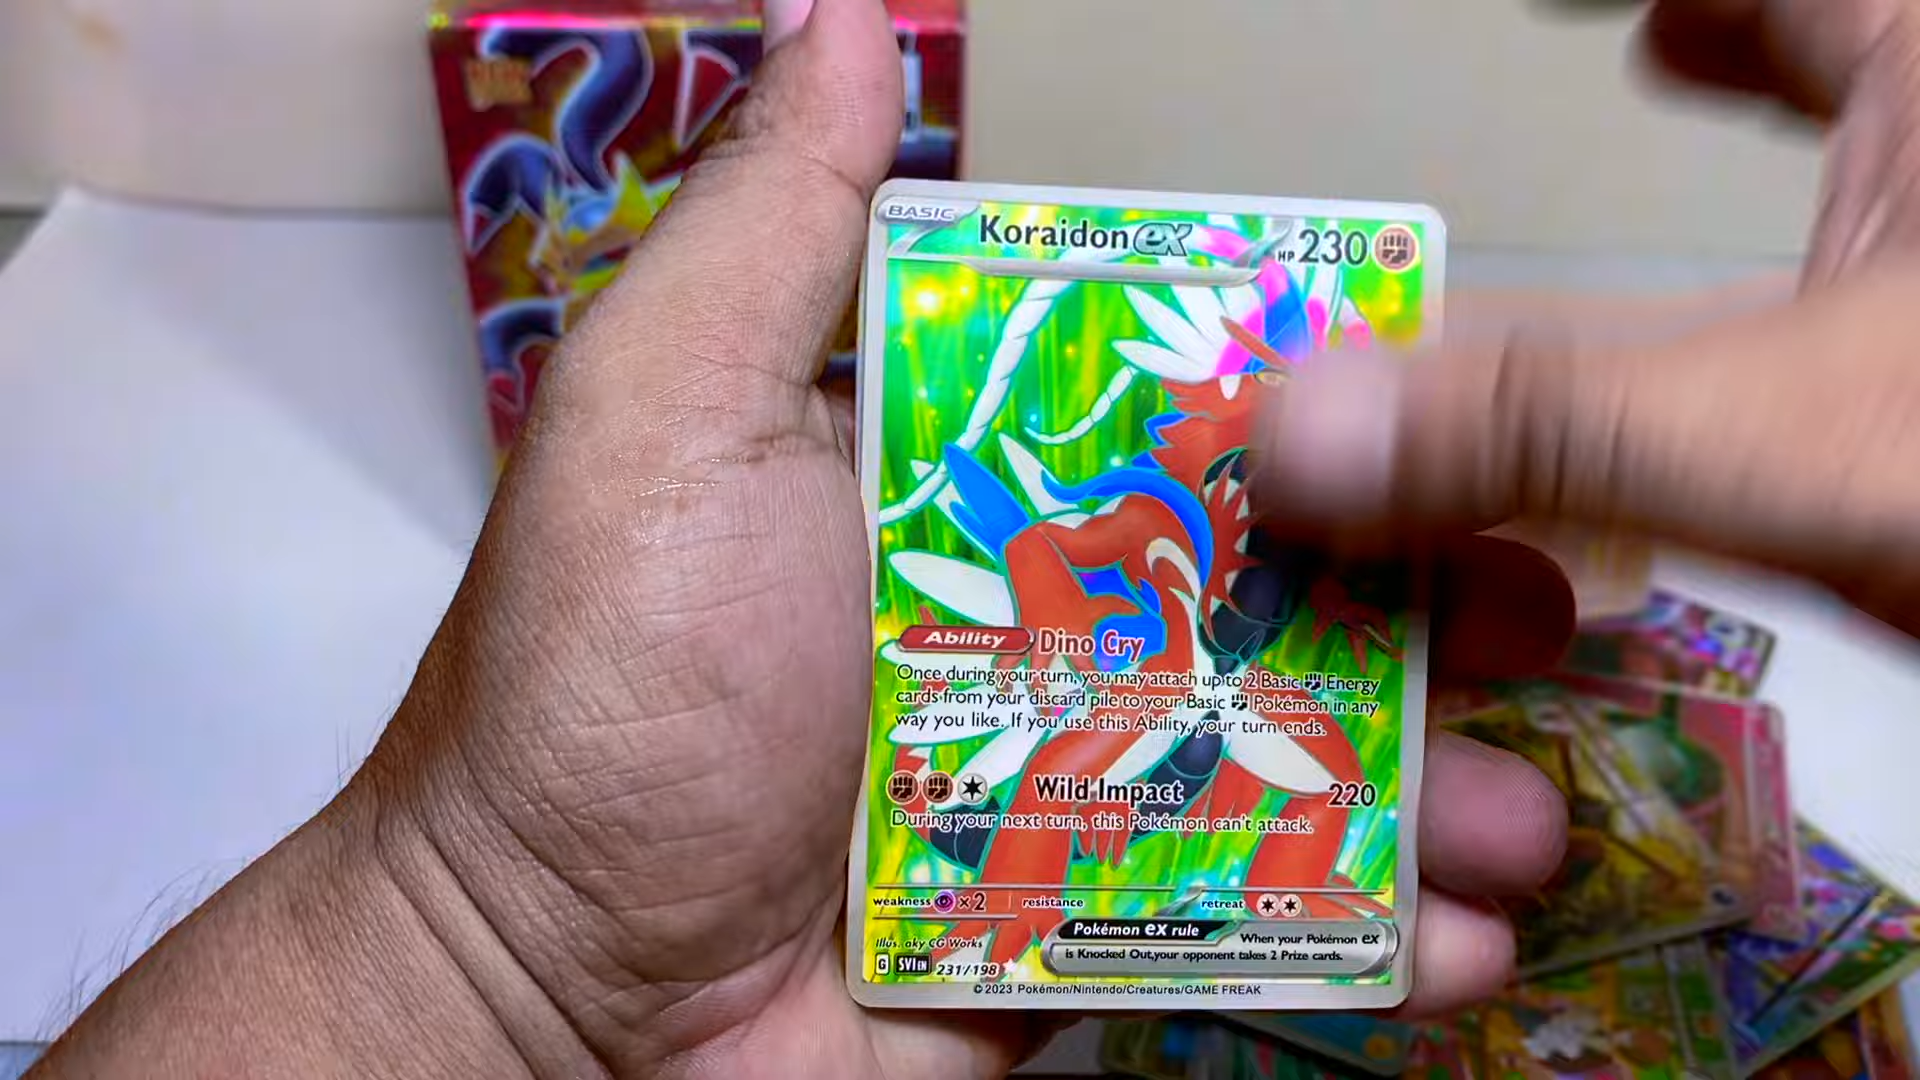 BASIC
Koraidon ex HP 230
Ability Dino Cry
Once during your turn, you may attach up to 2 Basic Energy
cards from your discard pile to your Basic Pokémon in any
way you like. If you use this Ability, your turn ends.
Wild Impact 220
During your next turn, this Pokémon can't attack.
weakness ×2 resistance retreat
Illus. aky CG Works
Pokémon ex rule
When your Pokémon ex
is Knocked Out,your opponent takes 2 Prize cards.
G SVI EN 231/198
©2023 Pokémon/Nintendo/Creatures/GAME FREAK